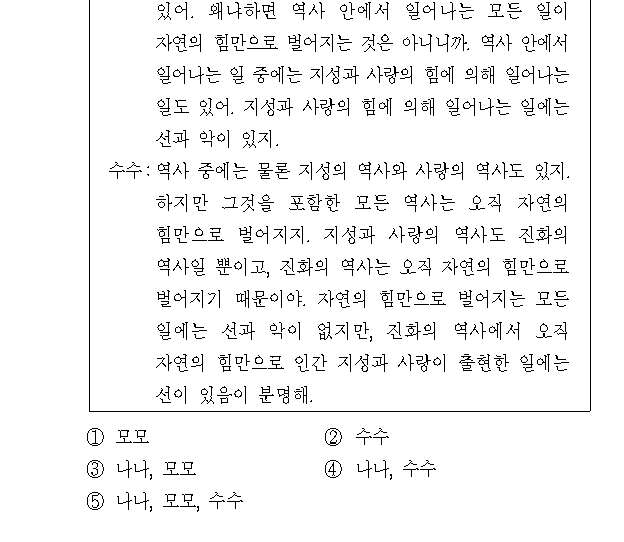 있어. 왜냐하면 역사 안에서 일어나는 모든 일이
자연의 힘만으로 벌어지는 것은 아니니까. 역사 안에서
일어나는 일 중에는 지성과 사랑의 힘에 의해 일어나는
일도 있어. 지성과 사랑의 힘에 의해 일어나는 일에는
선과 악이 있지.
수수: 역사 중에는 물론 지성의 역사와 사랑의 역사도 있지.
하지만 그것을 포함한 모든 역사는 오직 자연의
힘만으로 벌어지지. 지성과 사랑의 역사도 진화의
역사일 뿐이고, 진화의 역사는 오직 자연의 힘만으로
벌어지기 때문이야. 자연의 힘만으로 벌어지는 모든
일에는 선과 악이 없지만, 진화의 역사에서 오직
자연의 힘만으로 인간 지성과 사랑이 출현한 일에는
선이 있음이 분명해.
① 모모 ② 수수
③ 나나, 모모 ④ 나나, 수수
⑤ 나나, 모모, 수수